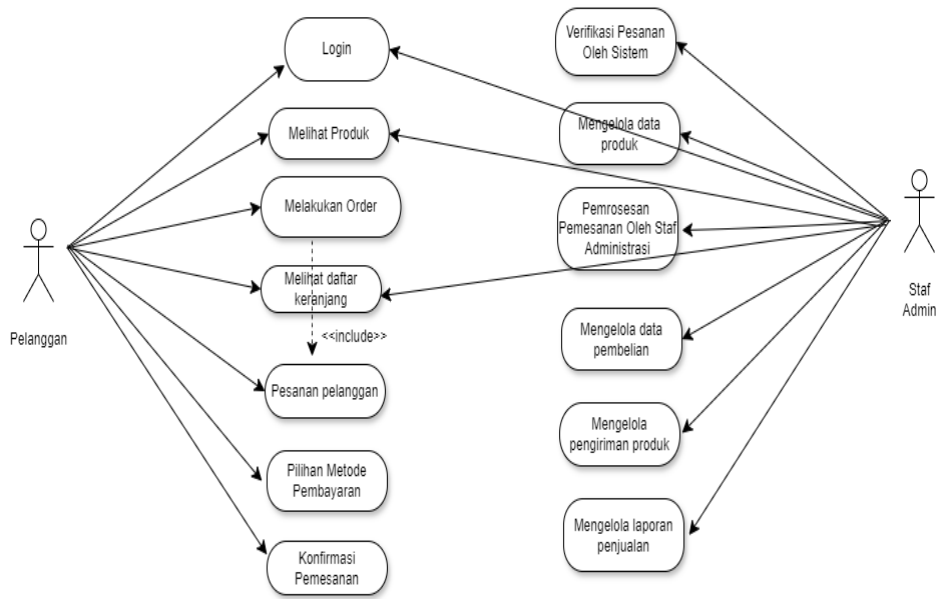 Login
Melihat Produk
Melakukan Order
Melihat daftar
keranjang
<<include>>
Pesanan pelanggan
Pilihan Metode
Pembayaran
Konfirmasi
Pemesanan
Pelanggan
Verifikasi Pesanan
Oleh Sistem
Mengelola data
produk
Pemrosesan
Pemesanan Oleh Staf
Administrasi
Mengelola data
pembelian
Mengelola
pengiriman produk
Mengelola laporan
penjualan
Staf
Admin